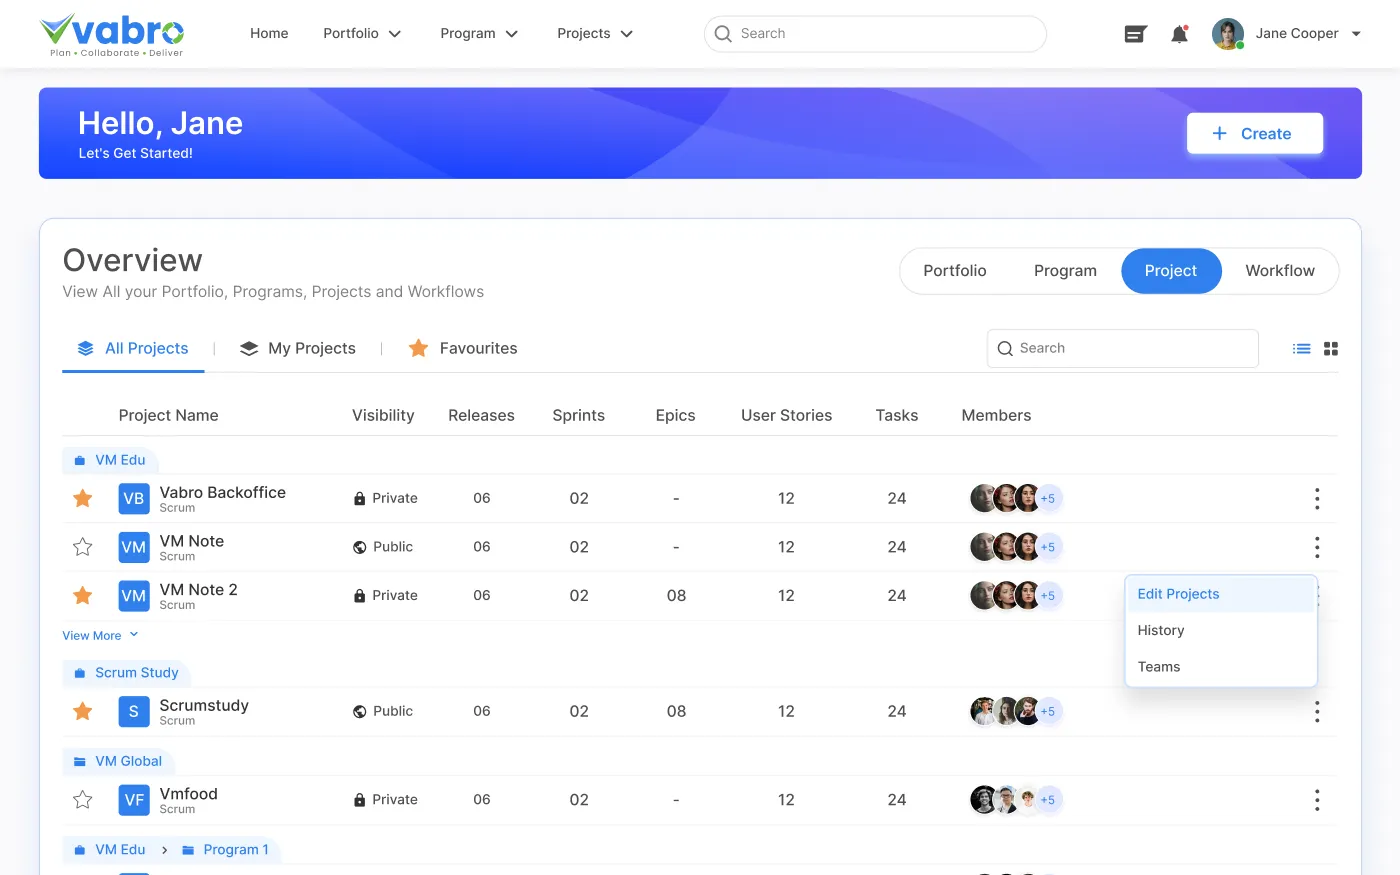 vabro
Plan • Collaborate • Deliver
Home Portfolio Program Projects
Search
Jane Cooper
Hello, Jane
Let's Get Started!
+ Create
Overview
View All your Portfolio, Programs, Projects and Workflows
Portfolio Program Project Workflow
All Projects | My Projects | Favourites
Search
Project Name Visibility Releases Sprints Epics User Stories Tasks Members
VM Edu
VB Vabro Backoffice Private 06 02 - 12 24 +5
Scrum
VM VM Note Public 06 02 - 12 24 +5
Scrum
VM VM Note 2 Private 06 02 08 12 24 +5
Scrum
Edit Projects
History
Teams
View More
Scrum Study
S Scrumstudy Public 06 02 08 12 24 +5
Scrum
VM Global
VF Vmfood Private 06 02 - 12 24 +5
Scrum
VM Edu > Program 1